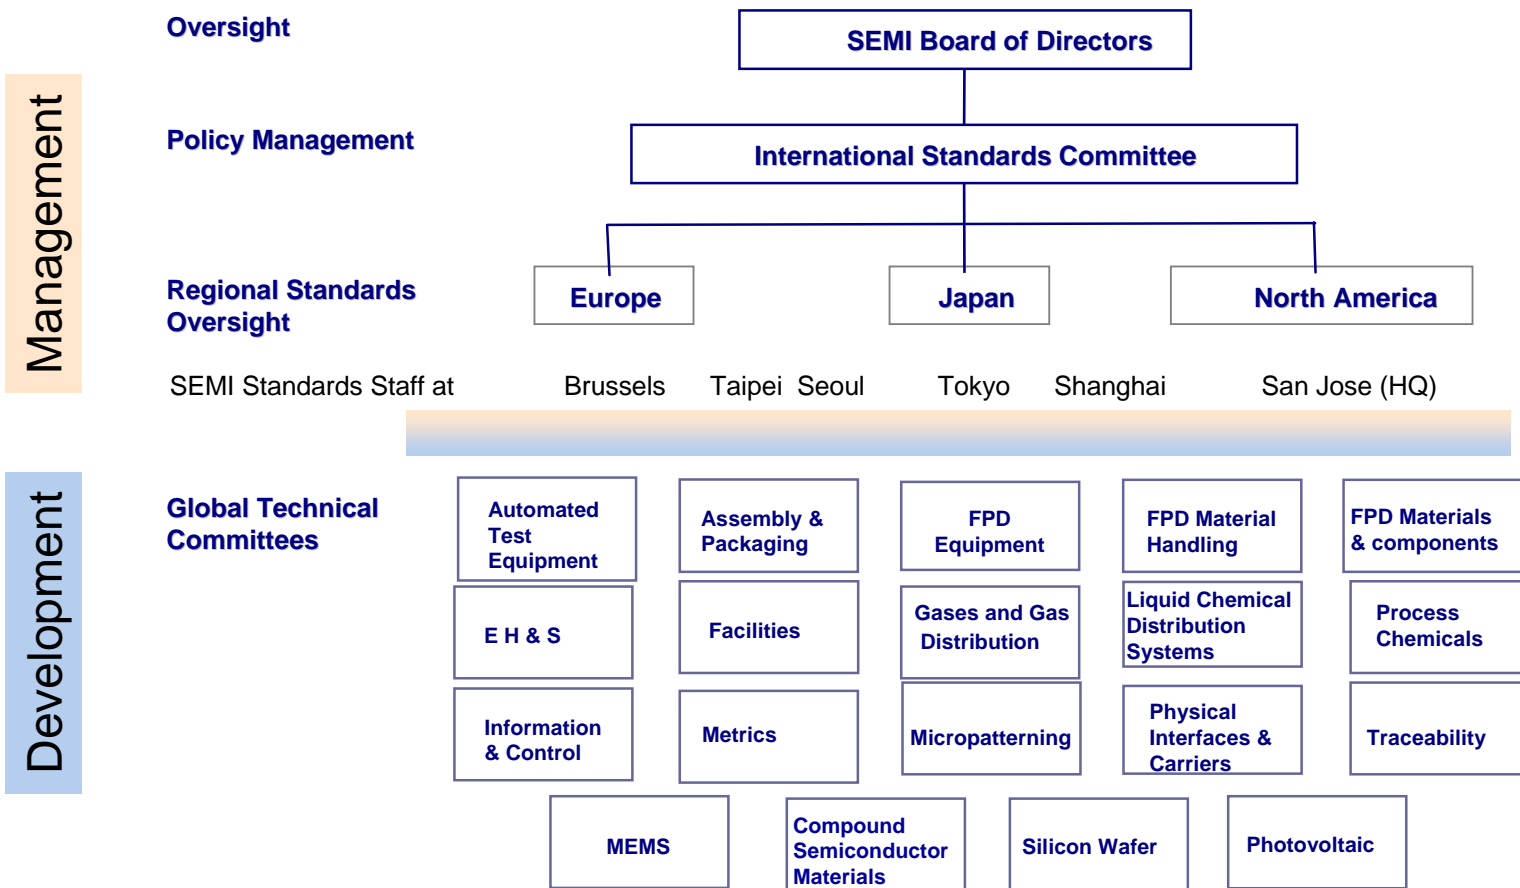 Oversight
SEMI Board of Directors
Management
Policy Management
International Standards Committee
Regional Standards
Oversight
Europe
Japan
North America
SEMI Standards Staff at
Brussels
Taipei
Seoul
Tokyo
Shanghai
San Jose (HQ)
Development
Global Technical
Committees
Automated
Test
Equipment
Assembly &
Packaging
FPD
Equipment
FPD Material
Handling
FPD Materials
& components
E H & S
Facilities
Gases and Gas
Distribution
Liquid Chemical
Distribution
Systems
Process
Chemicals
Information
& Control
Metrics
Micropatterning
Physical
Interfaces &
Carriers
Traceability
MEMS
Compound
Semiconductor
Materials
Silicon Wafer
Photovoltaic